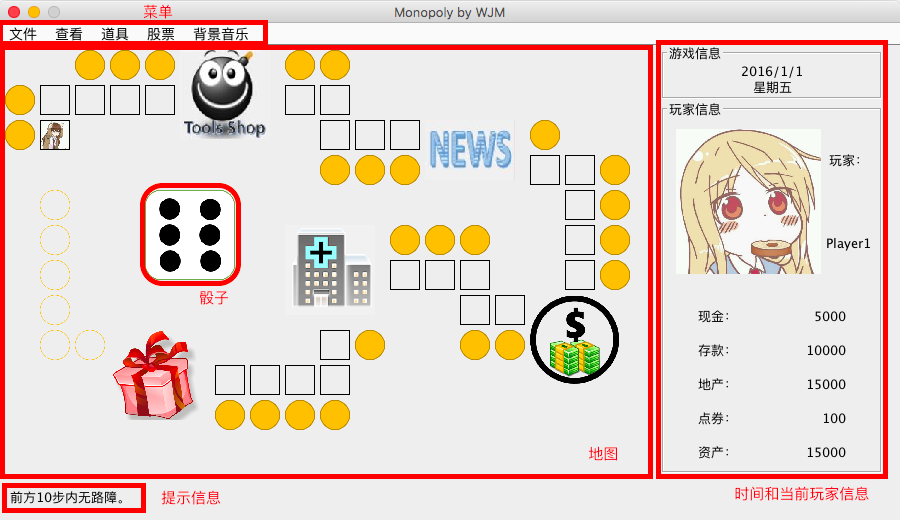 菜单
Monopoly by WJM
文件 查看 道具 股票 背景音乐
Tools Shop
NEWS
骰子
$
地图
前方10步内无路障。
提示信息
游戏信息
2016/1/1
星期五
玩家信息
玩家:
Player1
现金: 5000
存款: 10000
地产: 15000
点券: 100
资产: 15000
时间和当前玩家信息